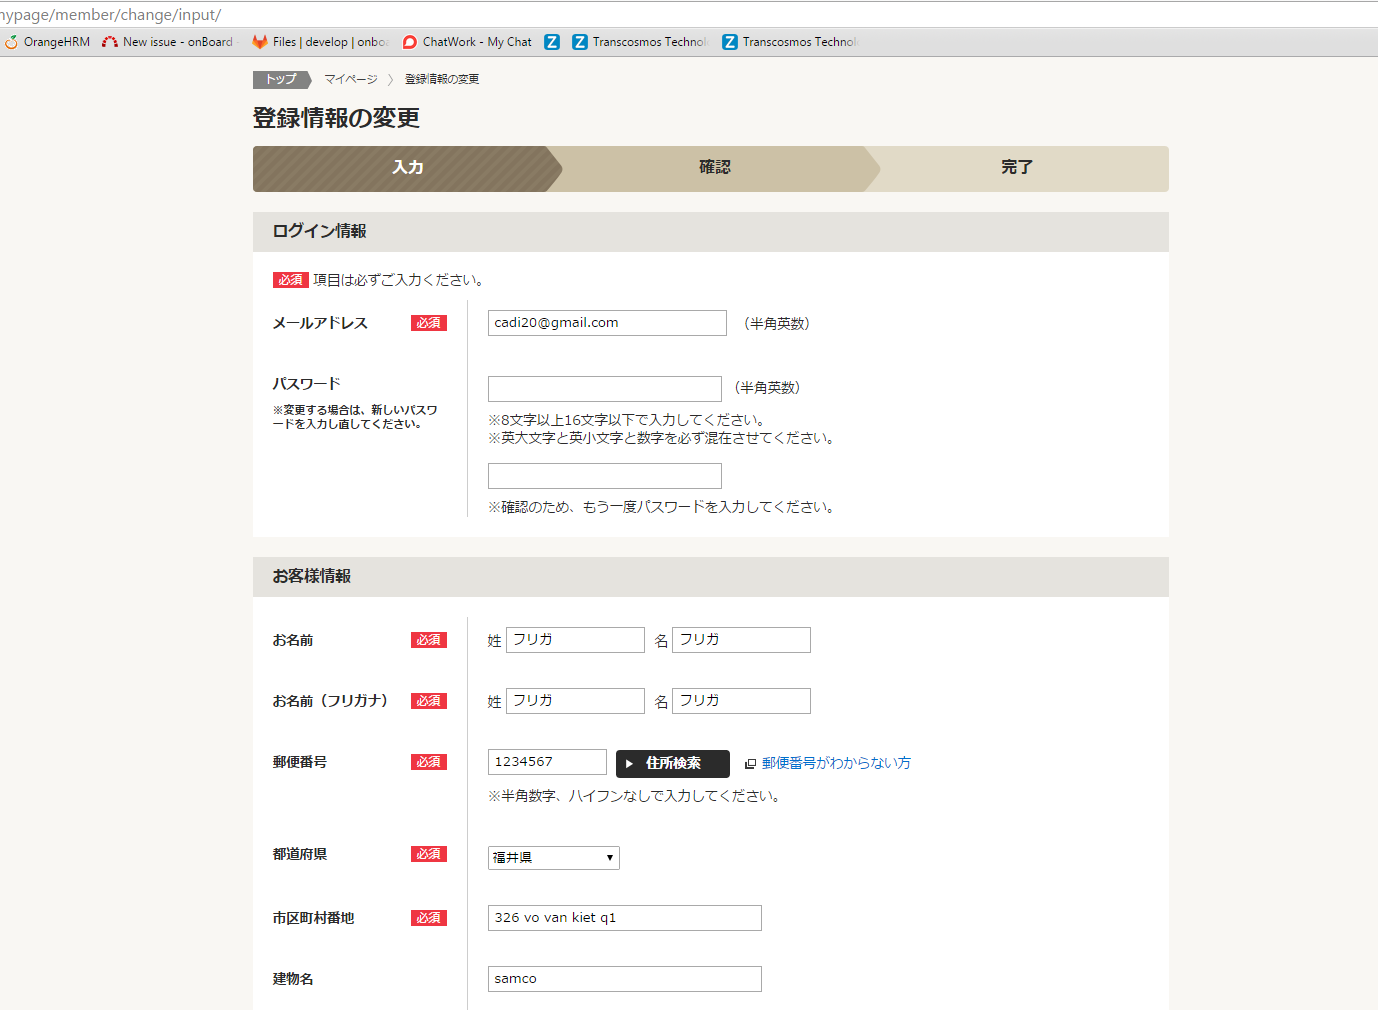 mypage/member/change/input/
OrangeHRM New issue - onBoard Files | develop | onboa ChatWork - My Chat Z Z Transcosmos Technol Z Transcosmos Technol
トップ マイページ 登録情報の変更
登録情報の変更
入力 確認 完了
ログイン情報
必須 項目は必ずご入力ください。
メールアドレス 必須 cadi20@gmail.com （半角英数）
パスワード （半角英数）
※変更する場合は、新しいパスワ
ードを入力し直してください。
※8文字以上16文字以下で入力してください。
※英大文字と英小文字と数字を必ず混在させてください。
※確認のため、もう一度パスワードを入力してください。
お客様情報
お名前 必須 姓 フリガ 名 フリガ
お名前（フリガナ） 必須 姓 フリガ 名 フリガ
郵便番号 必須 1234567 住所検索 郵便番号がわからない方
※半角数字、ハイフンなしで入力してください。
都道府県 必須 福井県
市区町村番地 必須 326 vo van kiet q1
建物名 samco